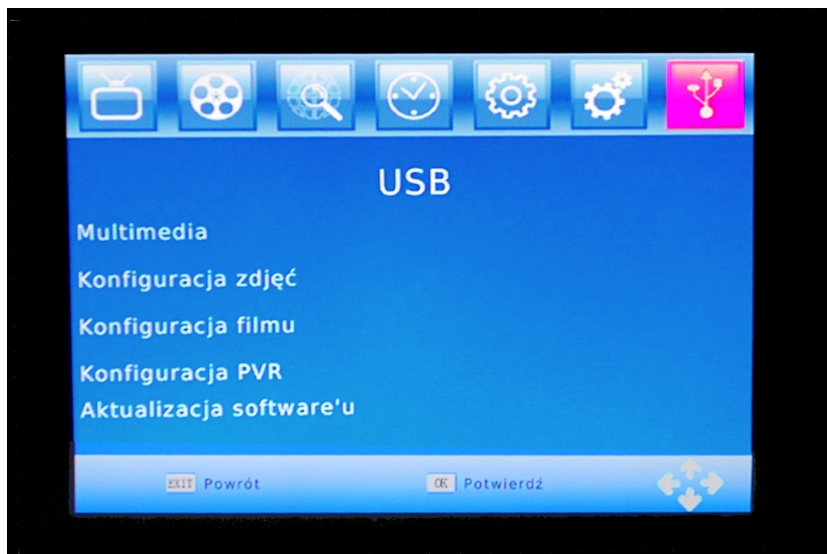 USB
Multimedia
Konfiguracja zdjęć
Konfiguracja filmu
Konfiguracja PVR
Aktualizacja software'u
EXIT Powrót OK Potwierdź